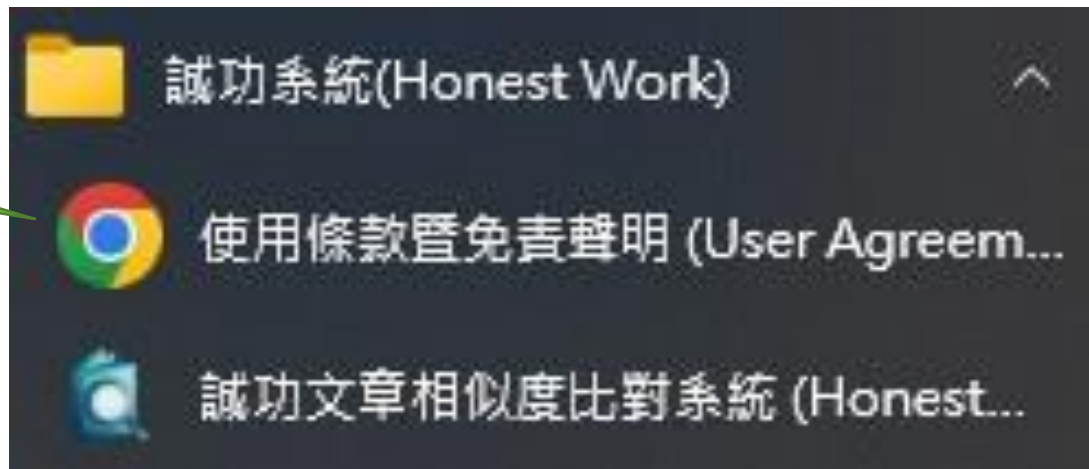 誠功系統(Honest Work)
使用條款暨免責聲明 (User Agreem...
誠功文章相似度比對系統 (Honest...